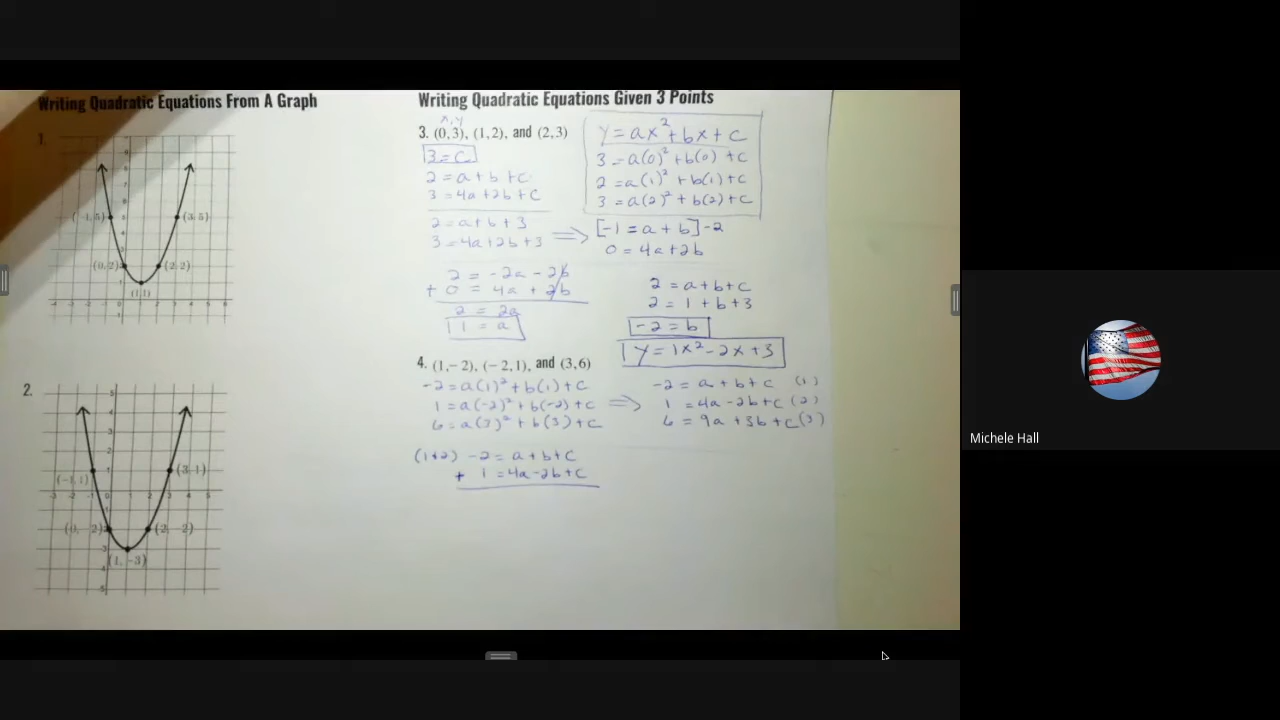 Writing Quadratic Equations From A Graph
1.
(-1, 5)
(3, 5)
(0, 2)
(2, 2)
(1, 1)
2.
(-1, 1)
(3, 1)
(0, -2)
(2, -2)
(1, -3)
Writing Quadratic Equations Given 3 Points
x, y
3. (0,3), (1,2), and (2,3)
3 = c
2 = a + b + c
3 = 4a + 2b + c
2 = a + b + 3
3 = 4a + 2b + 3
y = ax² + bx + c
3 = a(0)² + b(0) + c
2 = a(1)² + b(1) + c
3 = a(2)² + b(2) + c
⇒ [-1 = a + b] -2
0 = 4a + 2b
2 = -2a - 2b
+ 0 = 4a + 2b
2 = 2a
1 = a
2 = a + b + c
2 = 1 + b + 3
-2 = b
y = 1x² - 2x + 3
4. (1,-2), (-2,1), and (3,6)
-2 = a(1)² + b(1) + c
1 = a(-2)² + b(-2) + c
6 = a(3)² + b(3) + c
⇒ -2 = a + b + c (1)
1 = 4a - 2b + c (2)
6 = 9a + 3b + c (3)
(1+2) -2 = a + b + c
+ 1 = 4a - 2b + c
Michele Hall